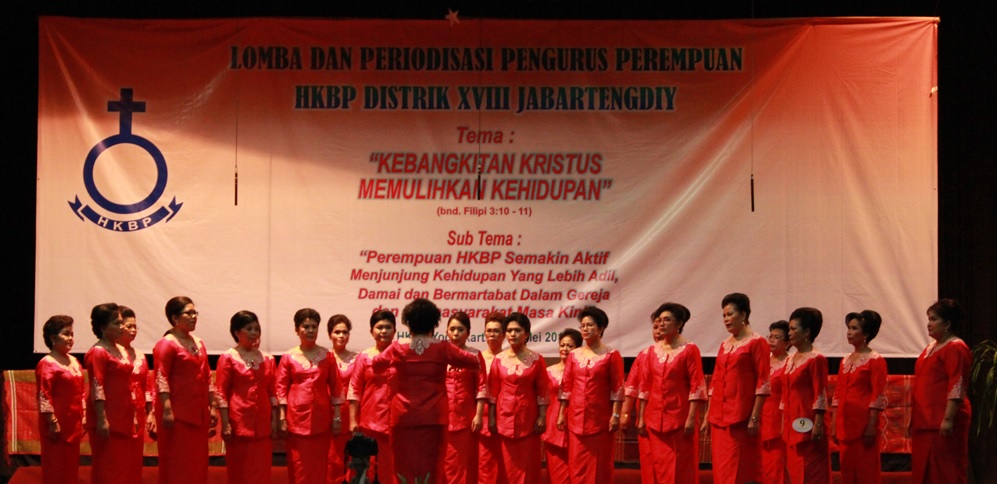 LOMBA DAN PERIODISASI PENGURUS PEREMPUAN
HKBP DISTRIK XVIII JABARTENGDIY
Tema :
“KEBANGKITAN KRISTUS
MEMULIHKAN KEHIDUPAN”
(bnd. Filipi 3:10 - 11)
Sub Tema :
“Perempuan HKBP Semakin Aktif
Menjunjung Kehidupan Yang Lebih Adil,
Damai dan Bermartabat Dalam Gereja
Masa
HKBP
9